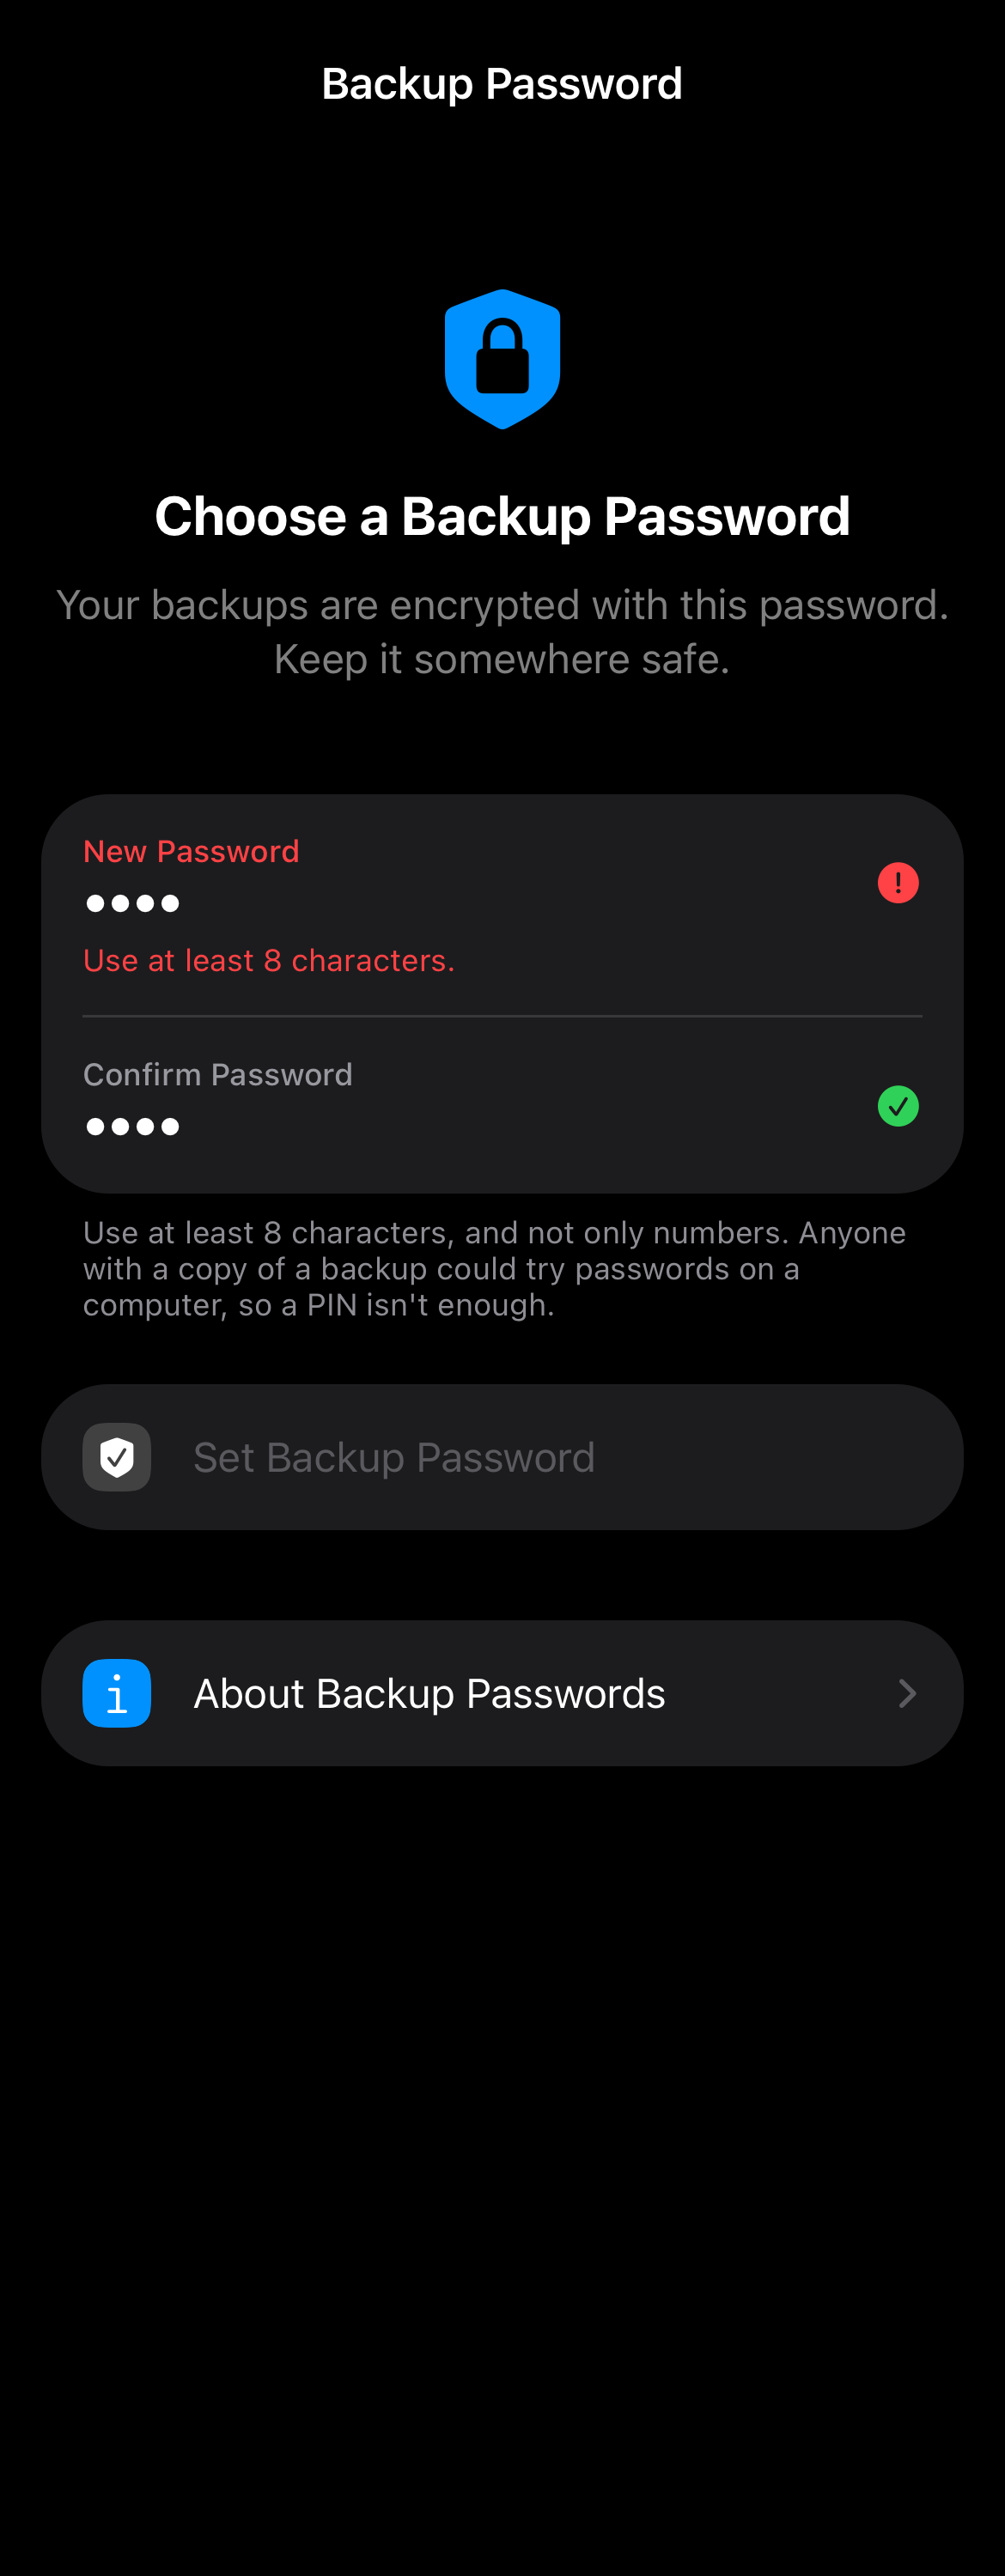 Backup Password
Choose a Backup Password
Your backups are encrypted with this password.
Keep it somewhere safe.
New Password
••••
Use at least 8 characters.
Confirm Password
••••
Use at least 8 characters, and not only numbers. Anyone
with a copy of a backup could try passwords on a
computer, so a PIN isn't enough.
Set Backup Password
About Backup Passwords